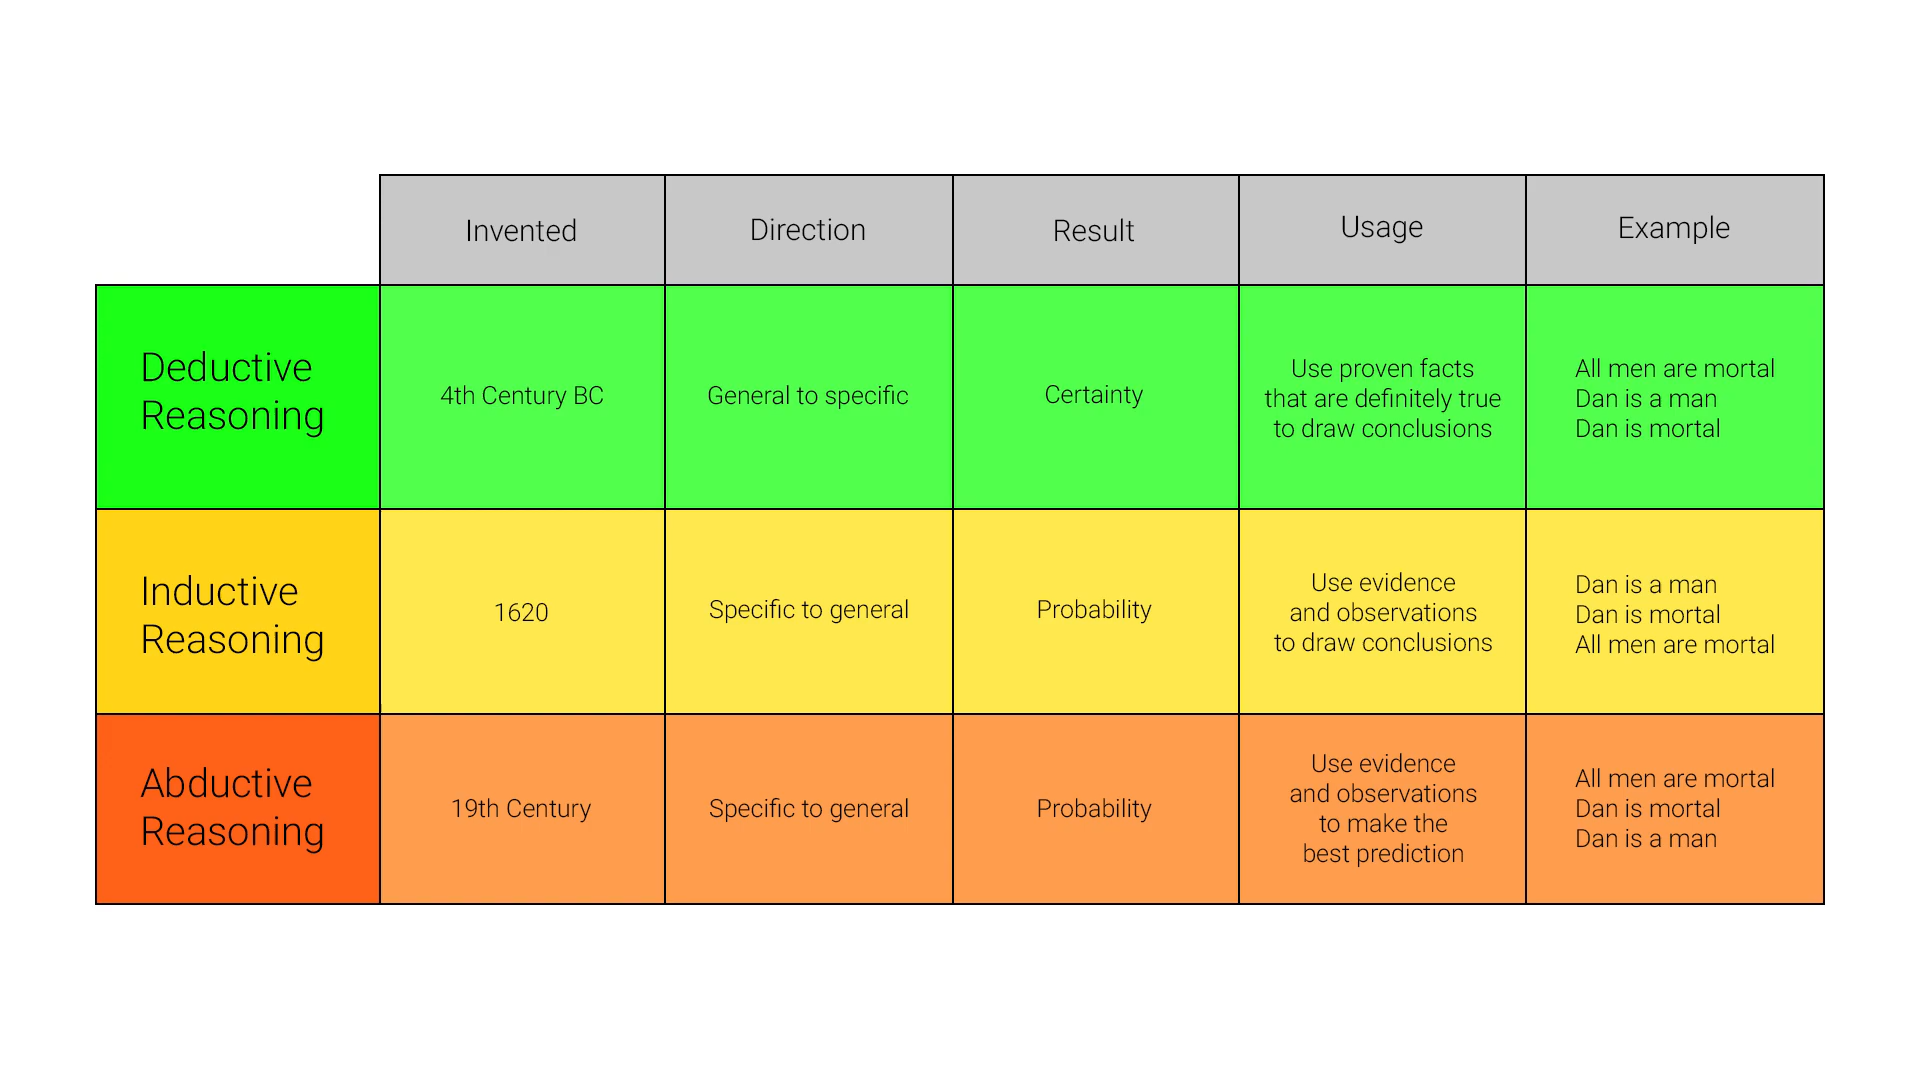 Invented
Direction
Result
Usage
Example
Deductive
Reasoning
4th Century BC
General to specific
Certainty
Use proven facts
that are definitely true
to draw conclusions
All men are mortal
Dan is a man
Dan is mortal
Inductive
Reasoning
1620
Specific to general
Probability
Use evidence
and observations
to draw conclusions
Dan is a man
Dan is mortal
All men are mortal
Abductive
Reasoning
19th Century
Specific to general
Probability
Use evidence
and observations
to make the
best prediction
All men are mortal
Dan is mortal
Dan is a man